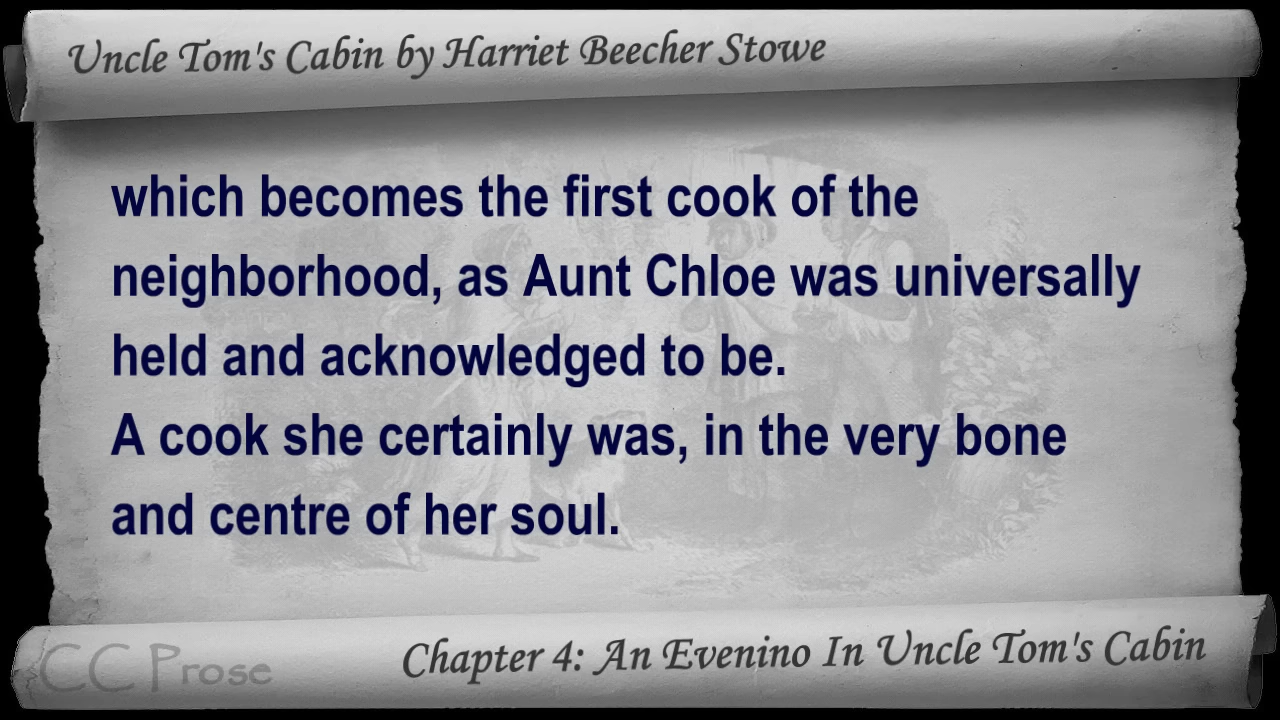 Uncle Tom's Cabin by Harriet Beecher Stowe
which becomes the first cook of the
neighborhood, as Aunt Chloe was universally
held and acknowledged to be.
A cook she certainly was, in the very bone
and centre of her soul.
CC Prose
Chapter 4: An Evenino In Uncle Tom's Cabin